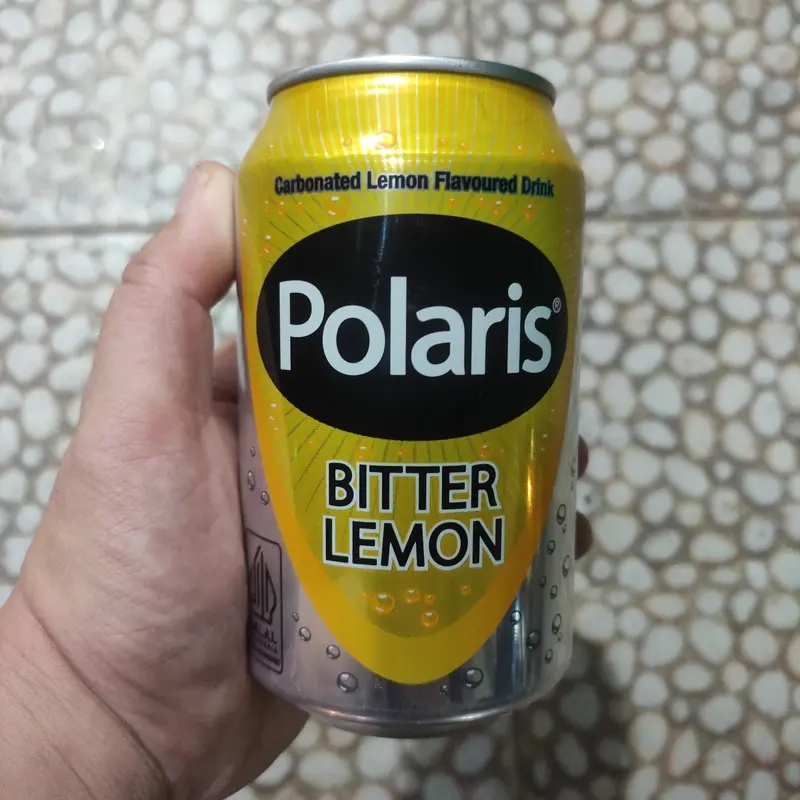 Carbonated Lemon Flavoured Drink
Polaris®
BITTER
LEMON